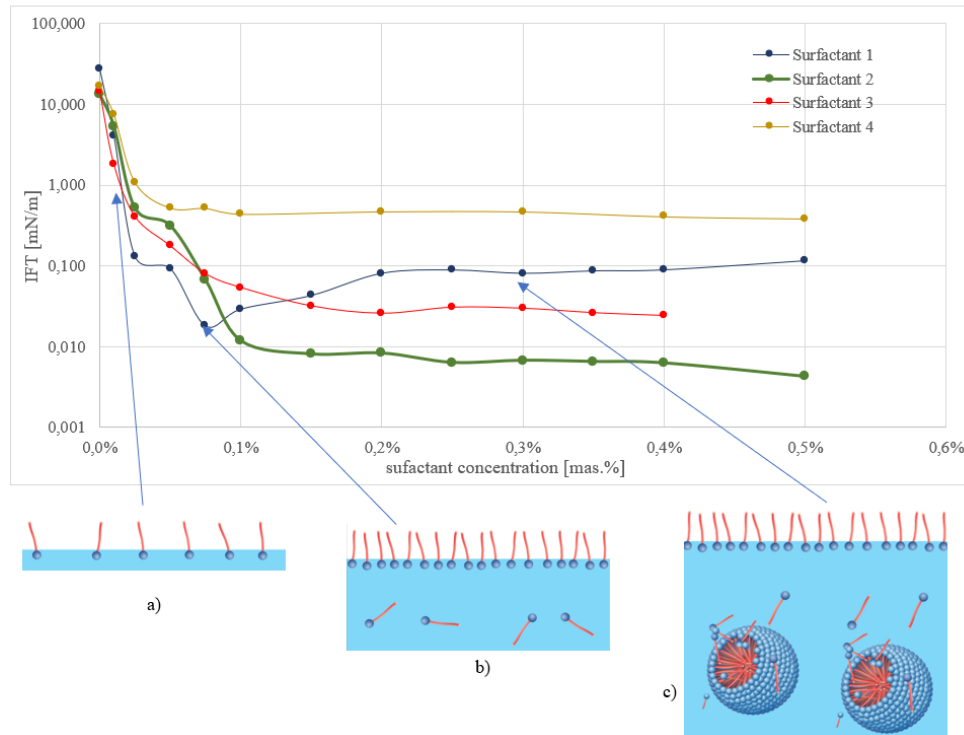 100,000
10,000
1,000
0,100
0,010
0,001
IFT [mN/m]
Surfactant 1
Surfactant 2
Surfactant 3
Surfactant 4
0,0%
0,1%
0,2%
0,3%
0,4%
0,5%
0,6%
sufactant concentration [mas.%]
a)
b)
c)